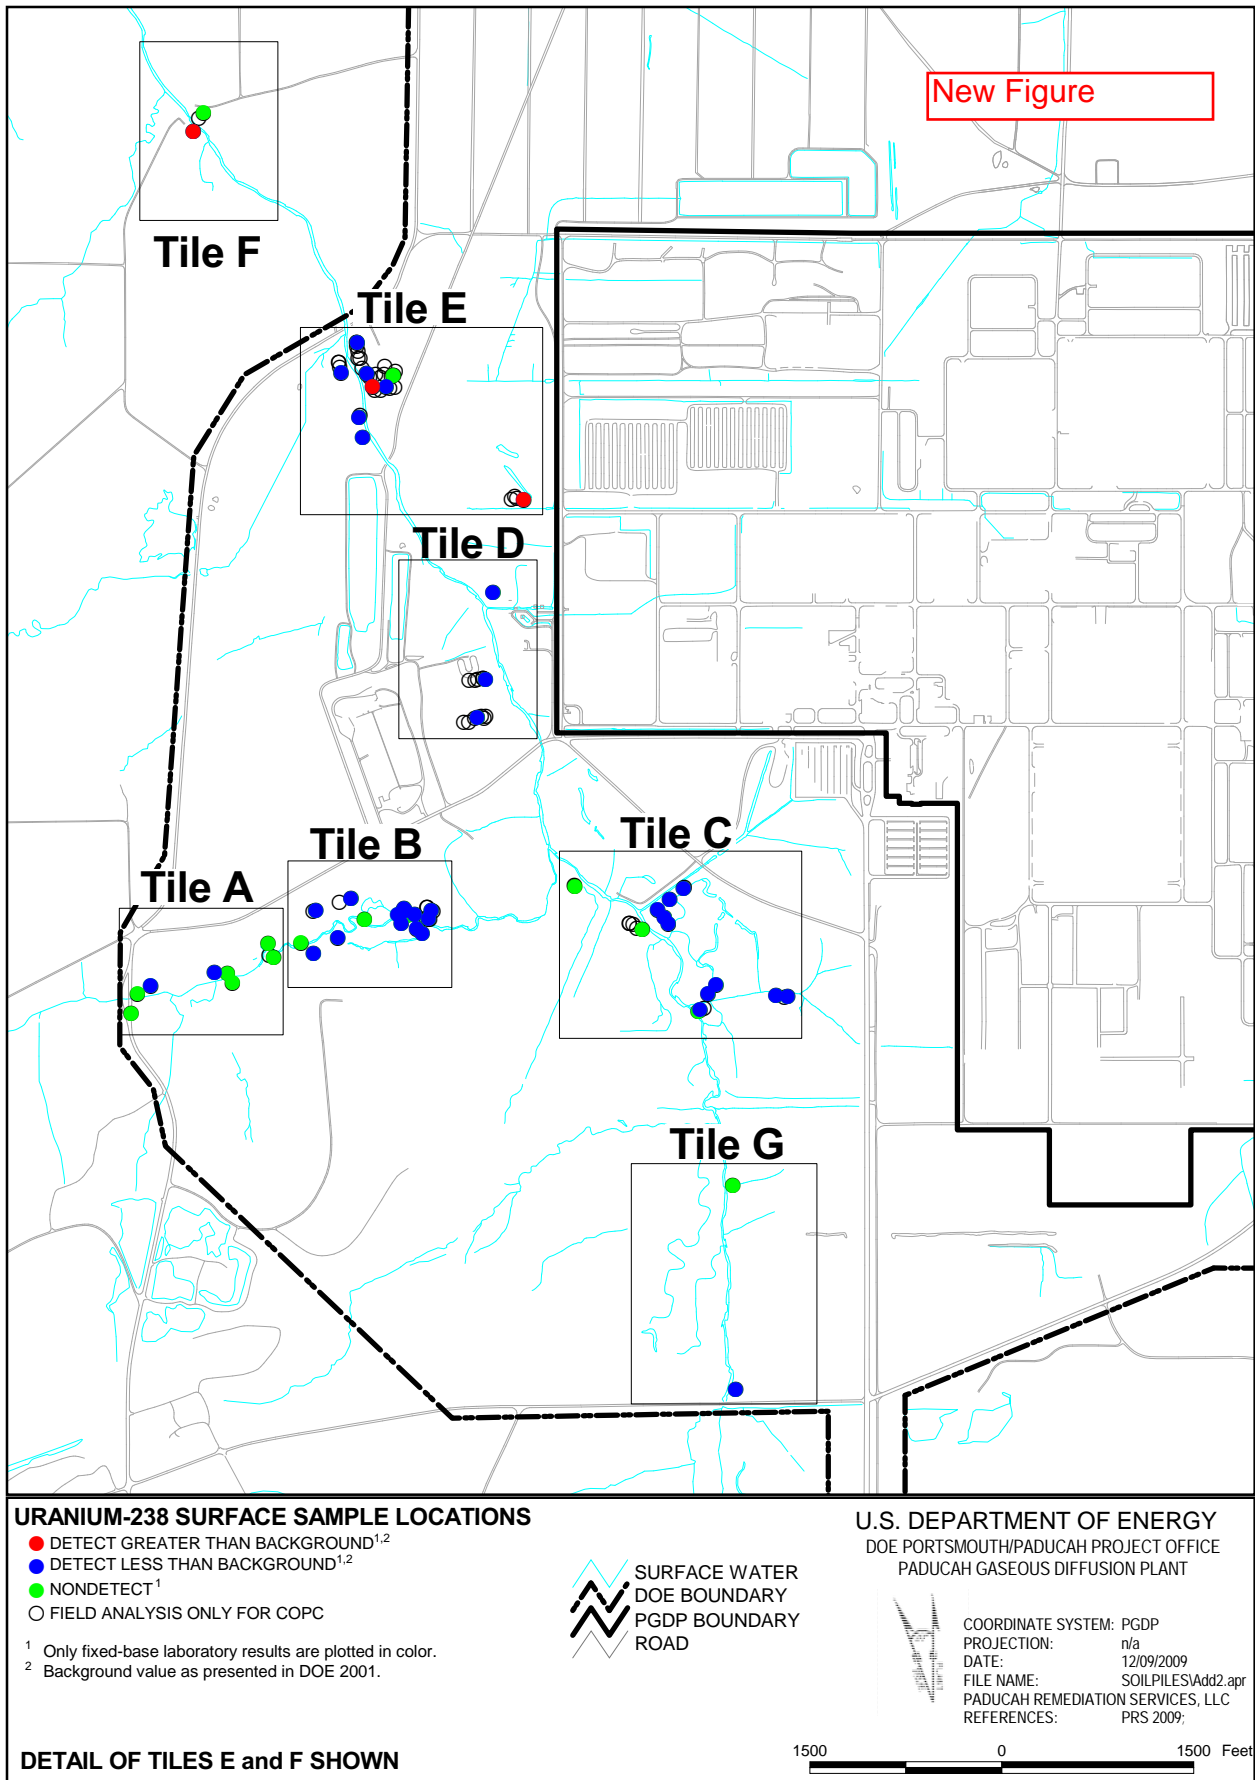 New Figure
Tile F
Tile E
Tile D
Tile B
Tile C
Tile A
Tile G
URANIUM-238 SURFACE SAMPLE LOCATIONS
DETECT GREATER THAN BACKGROUND1,2
DETECT LESS THAN BACKGROUND1,2
NONDETECT1
FIELD ANALYSIS ONLY FOR COPC
1 Only fixed-base laboratory results are plotted in color.
2 Background value as presented in DOE 2001.
DETAIL OF TILES E and F SHOWN
SURFACE WATER
DOE BOUNDARY
PGDP BOUNDARY
ROAD
U.S. DEPARTMENT OF ENERGY
DOE PORTSMOUTH/PADUCAH PROJECT OFFICE
PADUCAH GASEOUS DIFFUSION PLANT
COORDINATE SYSTEM: PGDP
PROJECTION: n/a
DATE: 12/09/2009
FILE NAME: SOILPILES\Add2.apr
PADUCAH REMEDIATION SERVICES, LLC
REFERENCES: PRS 2009;
1500 0 1500 Feet